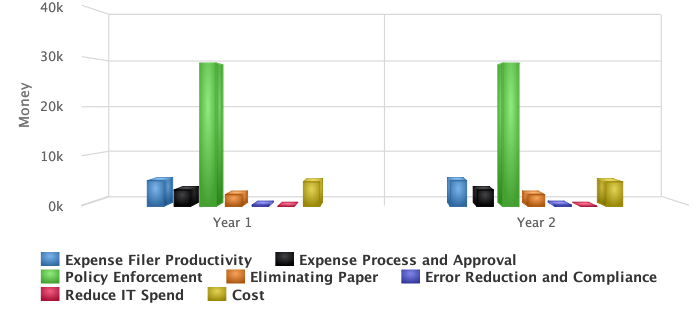 40k
30k
20k
10k
0k
Money
Year 1
Year 2
Expense Filer Productivity
Expense Process and Approval
Policy Enforcement
Eliminating Paper
Error Reduction and Compliance
Reduce IT Spend
Cost